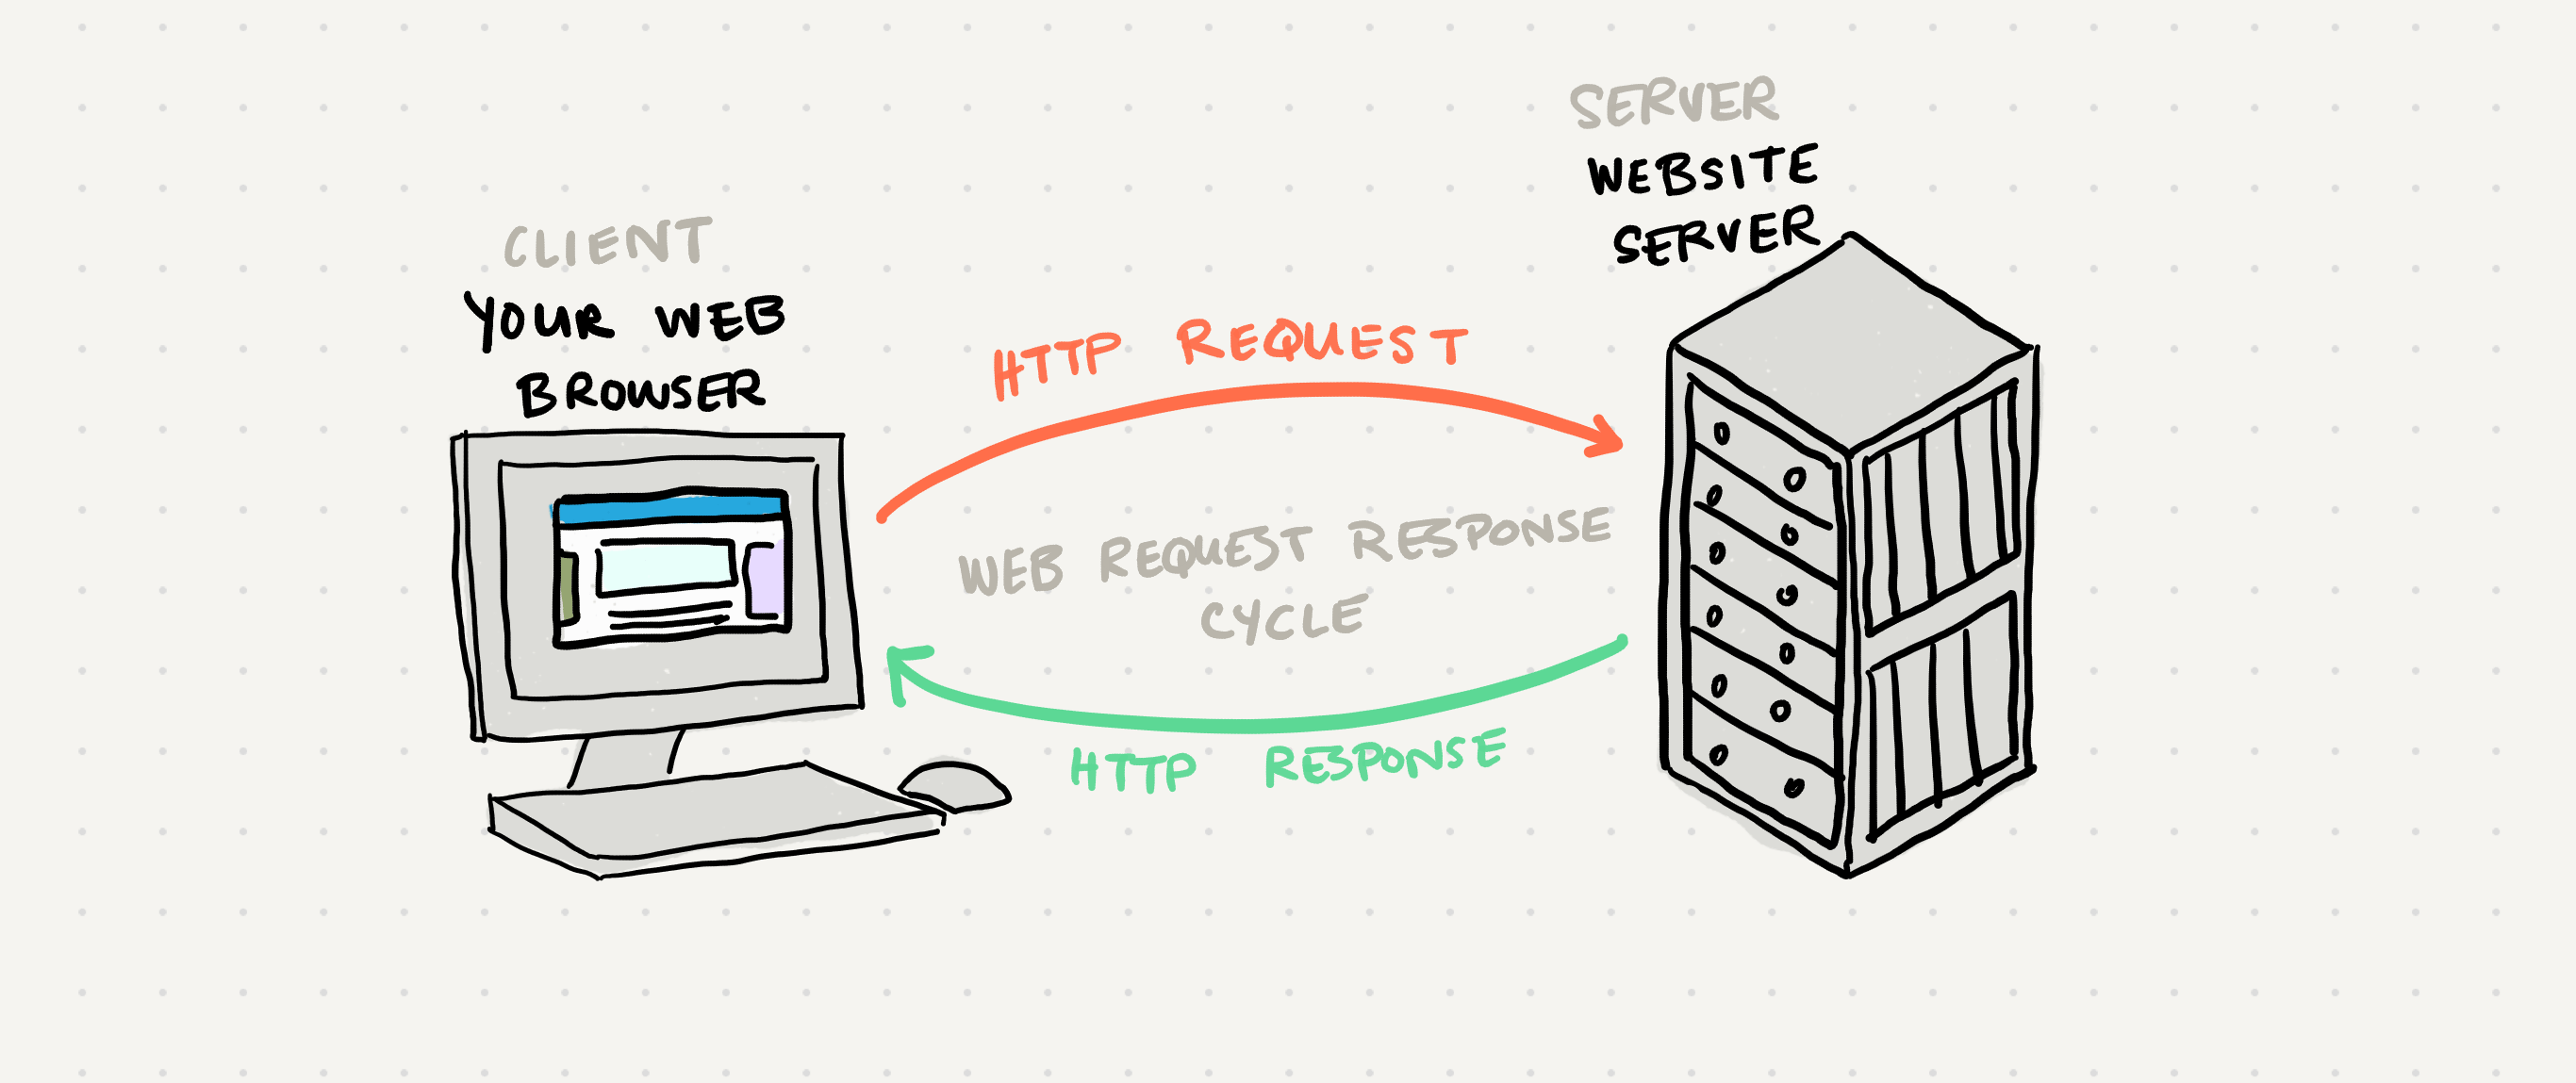 CLIENT
YOUR WEB
BROWSER
HTTP REQUEST
WEB REQUEST RESPONSE
CYCLE
HTTP RESPONSE
SERVER
WEBSITE
SERVER